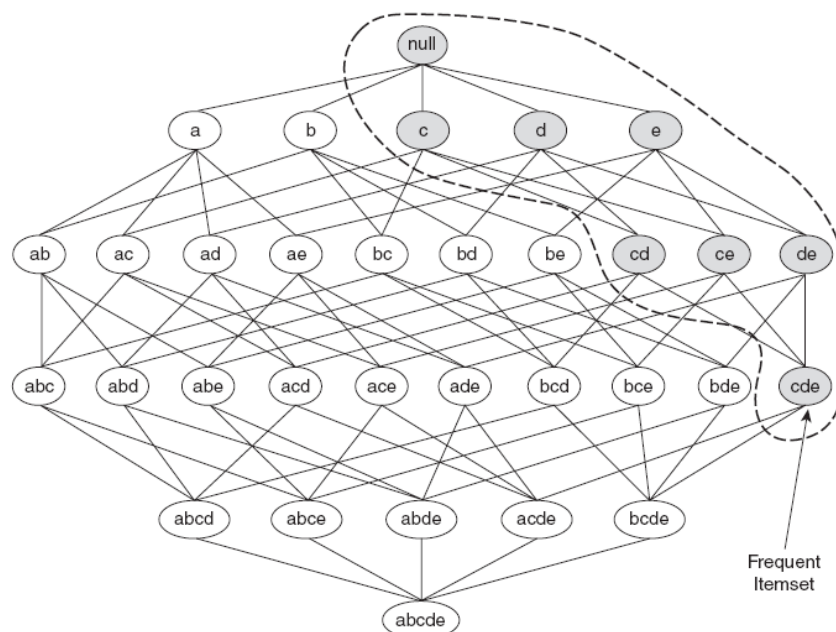 null
a b c d e
ab ac ad ae bc bd be cd ce de
abc abd abe acd ace ade bcd bce bde cde
abcd abce abde acde bcde
Frequent
Itemset
abcde